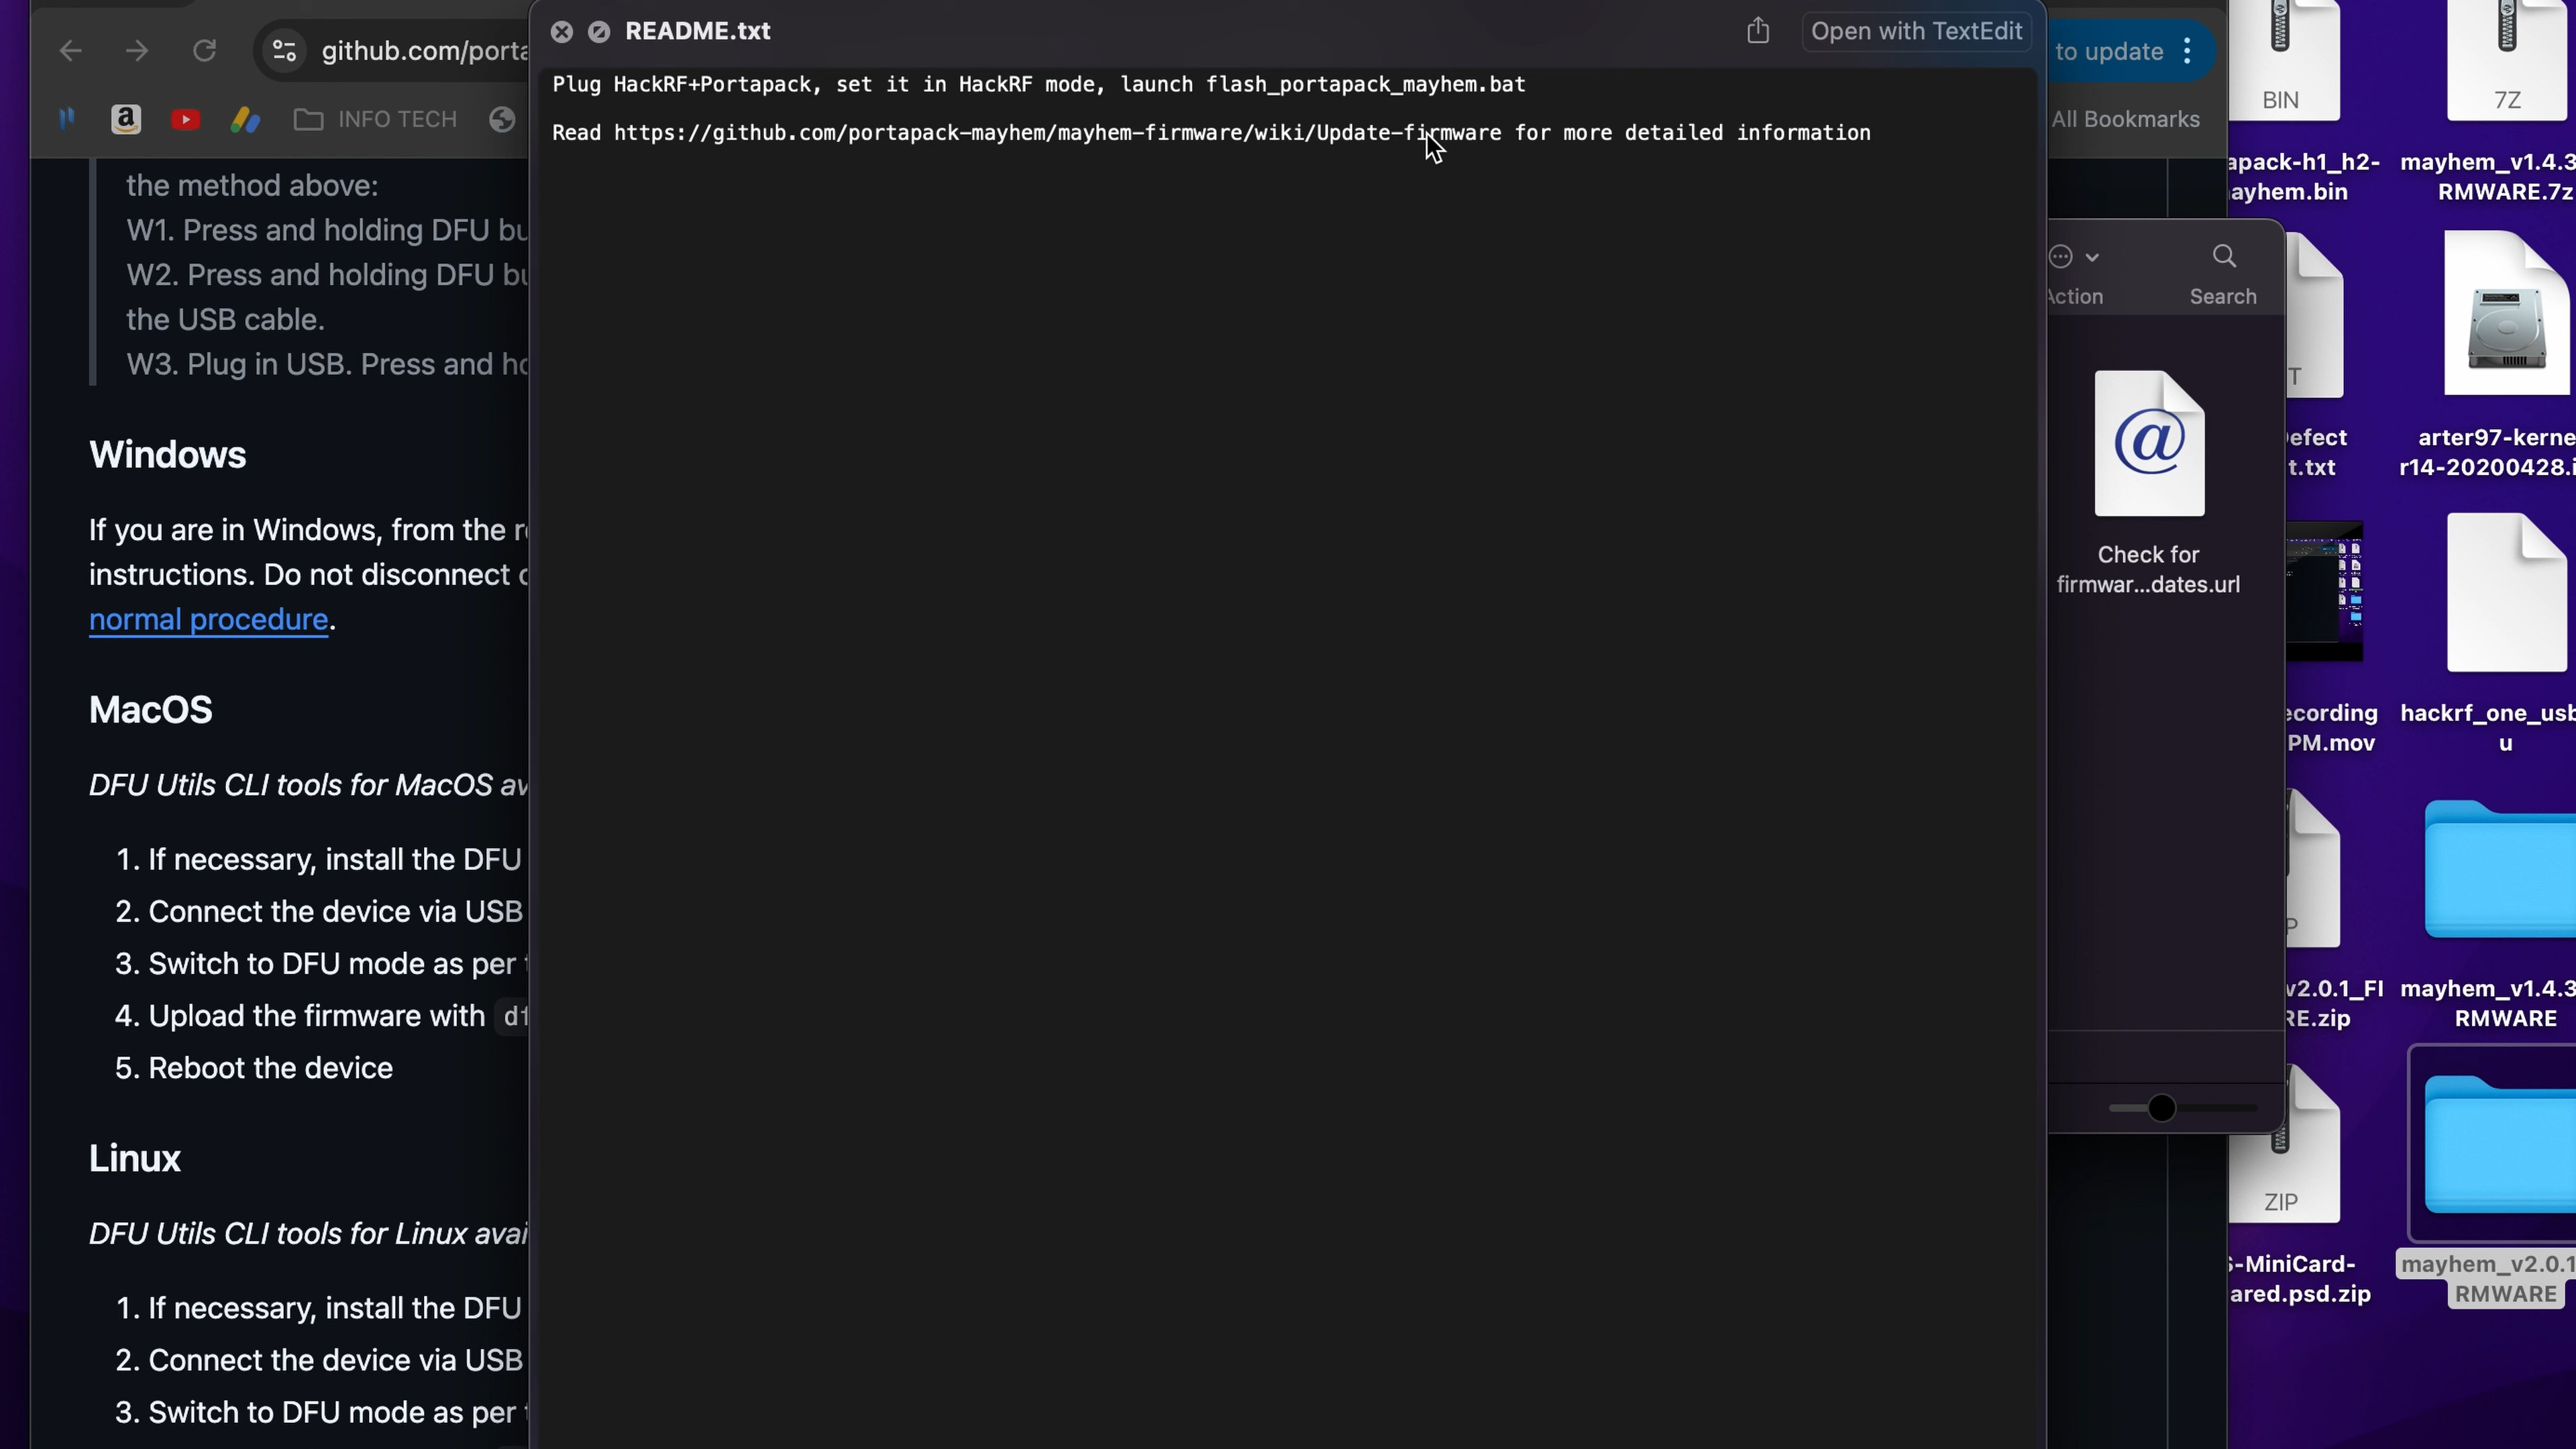 github.com/porta
README.txt
Open with TextEdit
to update
INFO TECH
All Bookmarks
Plug HackRF+Portapack, set it in HackRF mode, launch flash_portapack_mayhem.bat
Read https://github.com/portapack-mayhem/mayhem-firmware/wiki/Update-firmware for more detailed information
the method above:
W1. Press and holding DFU bu
W2. Press and holding DFU bu
the USB cable.
W3. Plug in USB. Press and ho
Windows
If you are in Windows, from the re
instructions. Do not disconnect
normal procedure.
MacOS
DFU Utils CLI tools for MacOS av
1. If necessary, install the DFU
2. Connect the device via USB
3. Switch to DFU mode as per
4. Upload the firmware with df
5. Reboot the device
Linux
DFU Utils CLI tools for Linux avai
1. If necessary, install the DFU
2. Connect the device via USB
3. Switch to DFU mode as per
Action
Search
@
Check for
firmwar...dates.url
BIN
apack-h1_h2-
ayhem.bin
7Z
mayhem_v1.4.3
RMWARE.7z
T
efect
t.txt
arter97-kerne
r14-20200428.i
ecording
PM.mov
hackrf_one_usb
u
P
v2.0.1_FI
RE.zip
mayhem_v1.4.3
RMWARE
ZIP
-MiniCard-
ared.psd.zip
mayhem_v2.0.1
RMWARE